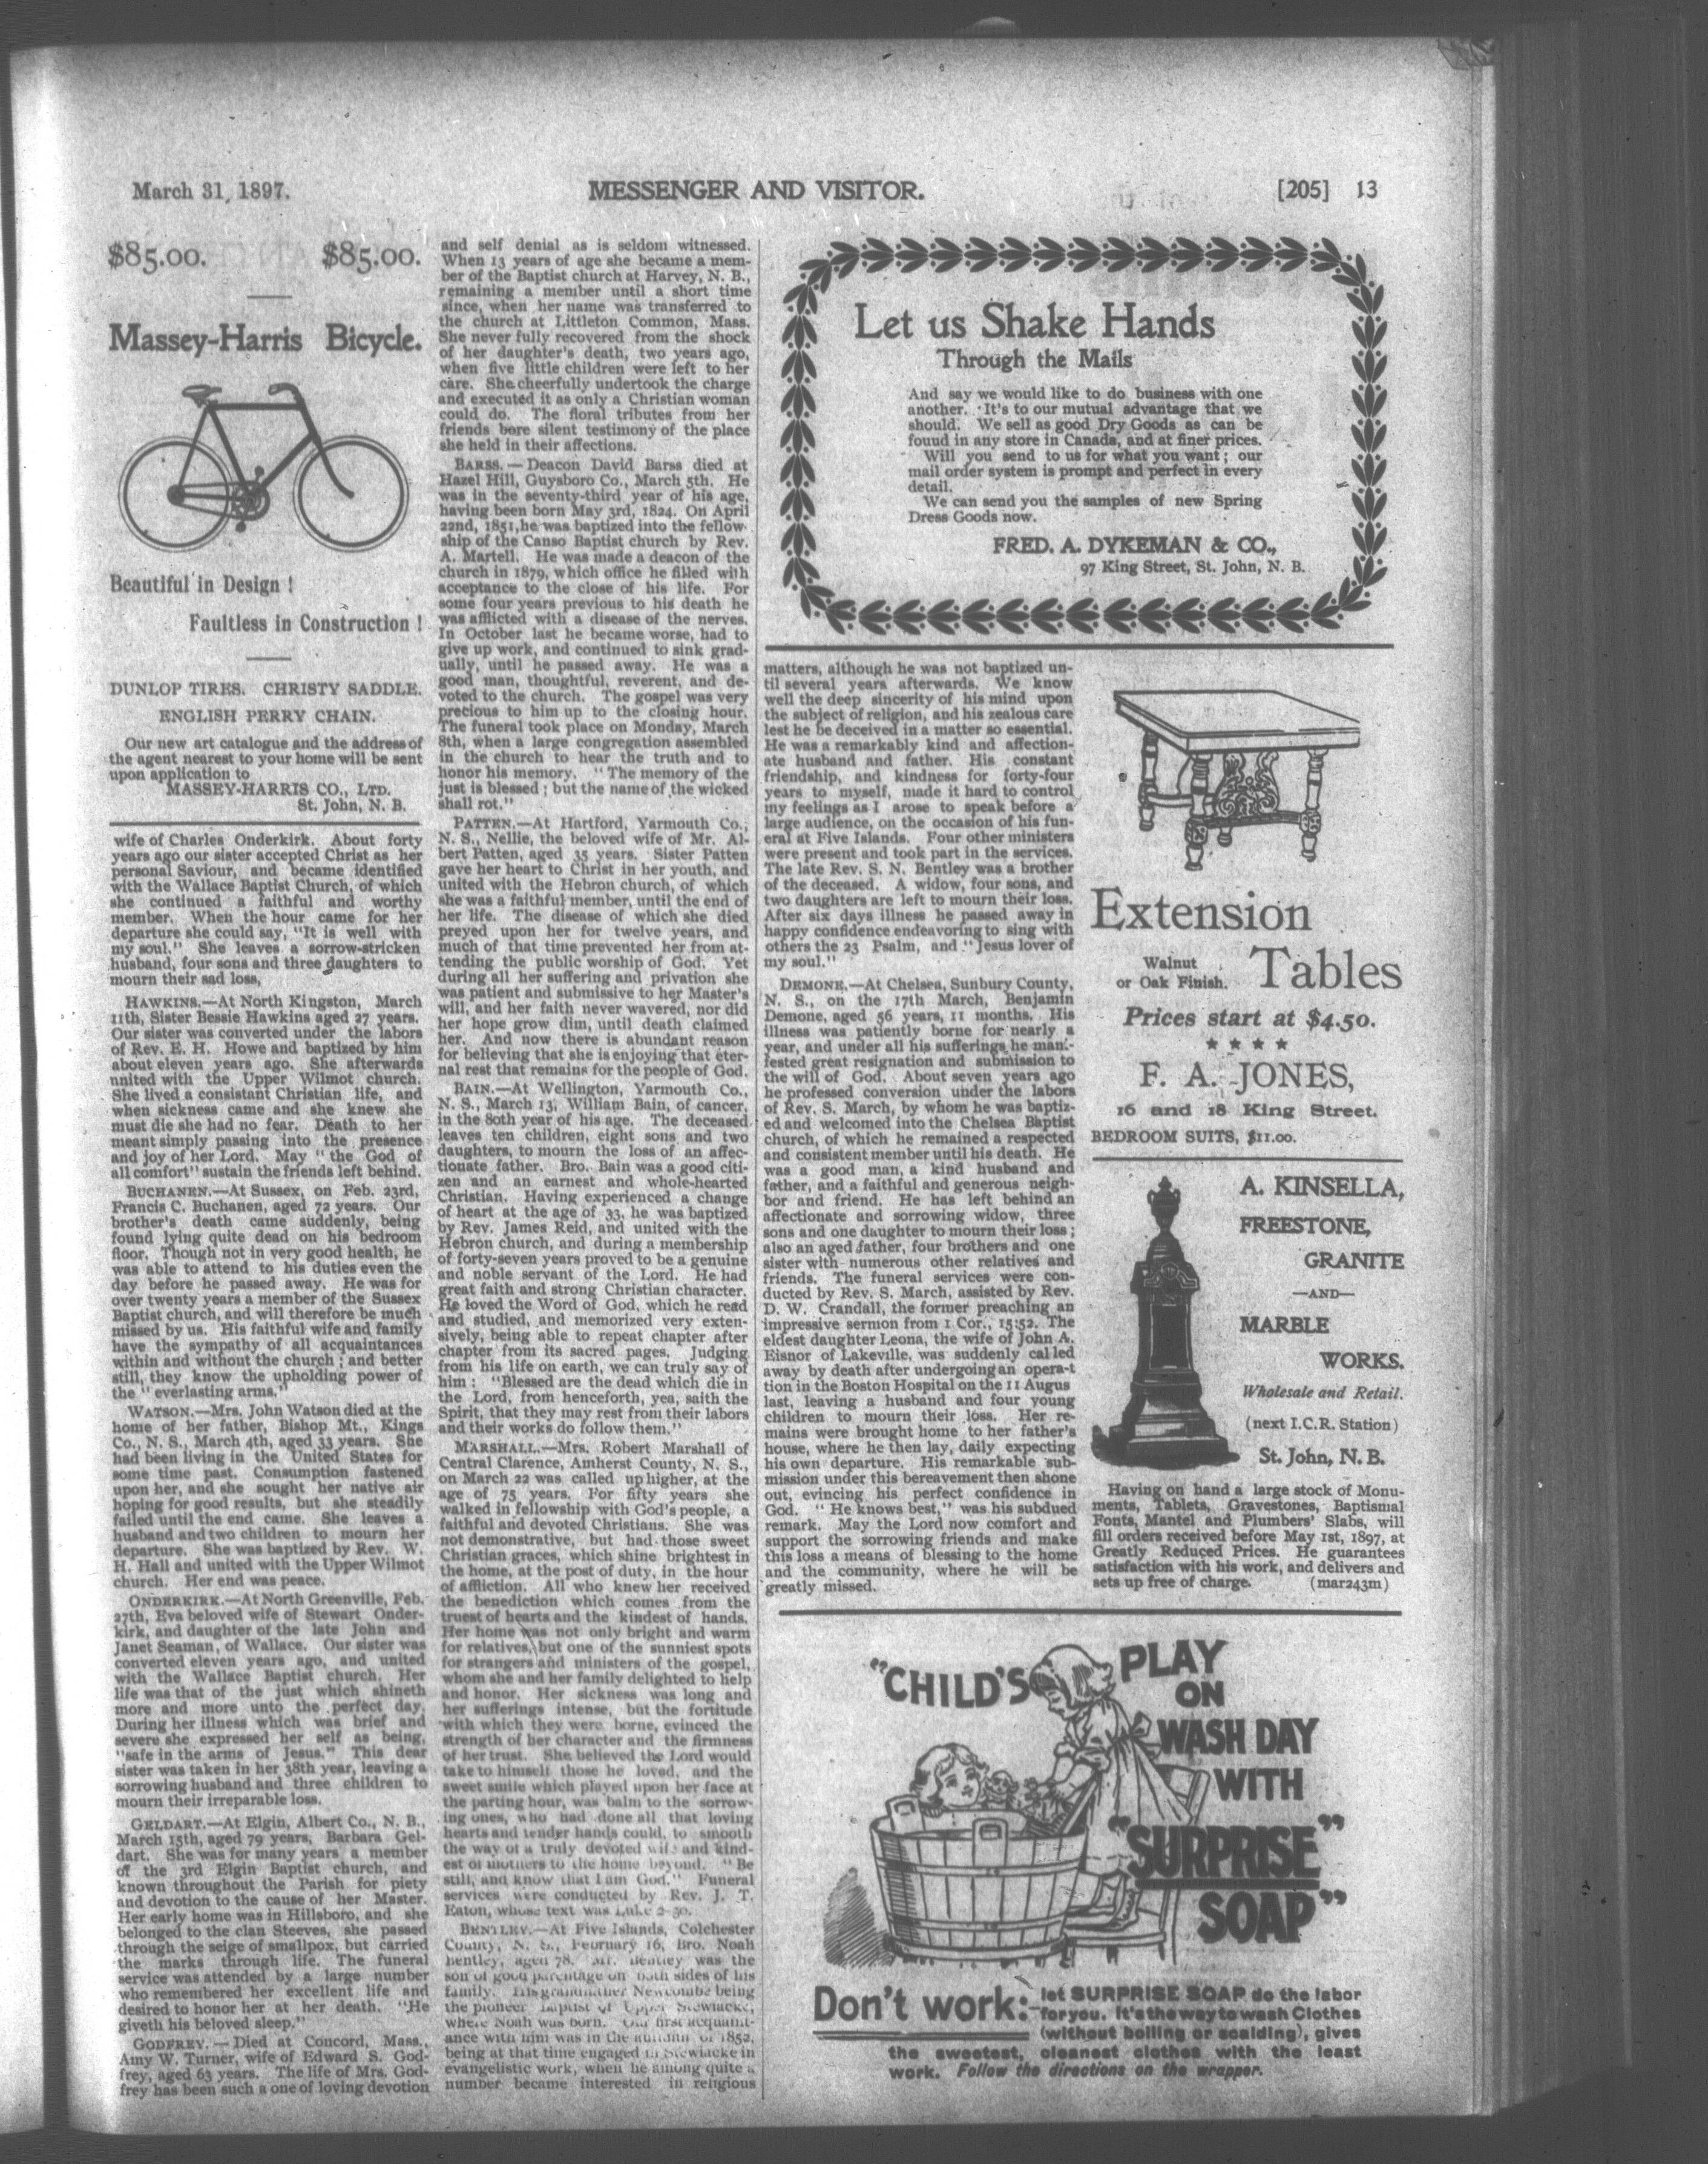 March 31, 1897.
MESSENGER AND VISITOR.
[205] 13
$85.00. $85.00.
Massey-Harris Bicycle.
Beautiful in Design !
Faultless in Construction !
DUNLOP TIRES. CHRISTY SADDLE.
ENGLISH PERRY CHAIN.
Our new art catalogue and the address of
the agent nearest to your home will be sent
upon application to
MASSEY-HARRIS CO., LTD.
St. John, N. B.
wife of Charles Onderkirk. About forty
years ago our sister accepted Christ as her
personal Saviour, and became identified
with the Wallace Baptist Church, of which
she continued a faithful and worthy
member. When the hour came for her
departure she could say, "It is well with
my soul." She leaves a sorrow-stricken
husband, four sons and three daughters to
mourn their sad loss,
HAWKINS.—At North Kingston, March
11th, Sister Bessie Hawkins aged 27 years.
Our sister was converted under the labors
of Rev. E. H. Howe and baptized by him
about eleven years ago. She afterwards
united with the Upper Wilmot church.
She lived a consistant Christian life, and
when sickness came and she knew she
must die she had no fear. Death to her
meant simply passing into the presence
and joy of her Lord. May "the God of
all comfort" sustain the friends left behind.
BUCHANEN.—At Sussex, on Feb. 23rd,
Francis C. Buchanen, aged 72 years. Our
brother's death came suddenly, being
found lying quite dead on his bedroom
floor. Though not in very good health, he
was able to attend to his duties even the
day before he passed away. He was for
over twenty years a member of the Sussex
Baptist church, and will therefore be much
missed by us. His faithful wife and family
have the sympathy of all acquaintances
within and without the church ; and better
still, they know the upholding power of
the "everlasting arms."
WATSON.—Mrs. John Watson died at the
home of her father, Bishop Mt., Kings
Co., N. S., March 4th, aged 33 years. She
had been living in the United States for
some time past. Consumption fastened
upon her, and she sought her native air
hoping for good results, but she steadily
failed until the end came. She leaves a
husband and two children to mourn her
departure. She was baptized by Rev. W.
H. Hall and united with the Upper Wilmot
church. Her end was peace.
ONDERKIRK.—At North Greenville, Feb.
27th, Eva beloved wife of Stewart Onder-
kirk, and daughter of the late John and
Janet Seaman, of Wallace. Our sister was
converted eleven years ago, and united
with the Wallace Baptist church. Her
life was that of the just which shineth
more and more unto the perfect day.
During her illness which was brief and
severe she expressed her self as being,
"safe in the arms of Jesus." This dear
sister was taken in her 38th year, leaving a
sorrowing husband and three children to
mourn their irreparable loss.
GELDART.—At Elgin, Albert Co., N. B.,
March 15th, aged 79 years, Barbara Gel-
dart. She was for many years a member
of the 3rd Elgin Baptist church, and
known throughout the Parish for piety
and devotion to the cause of her Master.
Her early home was in Hillsboro, and she
belonged to the clan Steeves, she passed
through the seige of smallpox, but carried
the marks through life. The funeral
service was attended by a large number
who remembered her excellent life and
desired to honor her at her death. "He
giveth his beloved sleep."
GODFREY. — Died at Concord, Mass.,
Amy W. Turner, wife of Edward S. God-
frey, aged 63 years. The life of Mrs. God-
frey has been such a one of loving devotion
and self denial as is seldom witnessed.
When 13 years of age she became a mem-
ber of the Baptist church at Harvey, N. B.,
remaining a member until a short time
since, when her name was transferred to
the church at Littleton Common, Mass.
She never fully recovered from the shock
of her daughter's death, two years ago,
when five little children were left to her
care. She cheerfully undertook the charge
and executed it as only a Christian woman
could do. The floral tributes from her
friends bore silent testimony of the place
she held in their affections.
BARSS. — Deacon David Barss died at
Hazel Hill, Guysboro Co., March 5th. He
was in the seventy-third year of his age,
having been born May 3rd, 1824. On April
22nd, 1851, he was baptized into the fellow-
ship of the Canso Baptist church by Rev.
A. Martell. He was made a deacon of the
church in 1879, which office he filled with
acceptance to the close of his life. For
some four years previous to his death he
was afflicted with a disease of the nerves.
In October last he became worse, had to
give up work, and continued to sink grad-
ually, until he passed away. He was a
good man, thoughtful, reverent, and de-
voted to the church. The gospel was very
precious to him up to the closing hour.
The funeral took place on Monday, March
8th, when a large congregation assembled
in the church to hear the truth and to
honor his memory. "The memory of the
just is blessed ; but the name of the wicked
shall rot."
PATTEN.—At Hartford, Yarmouth Co.,
N. S., Nellie, the beloved wife of Mr. Al-
bert Patten, aged 35 years. Sister Patten
gave her heart to Christ in her youth, and
united with the Hebron church, of which
she was a faithful member, until the end of
her life. The disease of which she died
preyed upon her for twelve years, and
much of that time prevented her from at-
tending the public worship of God. Yet
during all her suffering and privation she
was patient and submissive to her Master's
will, and her faith never wavered, nor did
her hope grow dim, until death claimed
her. And now there is abundant reason
for believing that she is enjoying that eter-
nal rest that remains for the people of God.
BAIN.—At Wellington, Yarmouth Co.,
N. S., March 13, William Bain, of cancer,
in the 80th year of his age. The deceased
leaves ten children, eight sons and two
daughters, to mourn the loss of an affec-
tionate father. Bro. Bain was a good citi-
zen and an earnest and whole-hearted
Christian. Having experienced a change
of heart at the age of 33, he was baptized
by Rev. James Reid, and united with the
Hebron church, and during a membership
of forty-seven years proved to be a genuine
and noble servant of the Lord. He had
great faith and strong Christian character.
He loved the Word of God, which he read
and studied, and memorized very exten-
sively, being able to repeat chapter after
chapter from its sacred pages. Judging
from his life on earth, we can truly say of
him : "Blessed are the dead which die in
the Lord, from henceforth, yea, saith the
Spirit, that they may rest from their labors
and their works do follow them."
MARSHALL.—Mrs. Robert Marshall of
Central Clarence, Amherst County, N. S.,
on March 22 was called up higher, at the
age of 75 years. For fifty years she
walked in fellowship with God's people, a
faithful and devoted Christians. She was
not demonstrative, but had those sweet
Christian graces, which shine brightest in
the home, at the post of duty, in the hour
of affliction. All who knew her received
the benediction which comes from the
truest of hearts and the kindest of hands.
Her home was not only bright and warm
for relatives, but one of the sunniest spots
for strangers and ministers of the gospel,
whom she and her family delighted to help
and honor. Her sickness was long and
her sufferings intense, but the fortitude
with which they were borne, evinced the
strength of her character and the firmness
of her trust. She believed the Lord would
take to himself those he loved, and the
sweet smile which played upon her face at
the parting hour, was balm to the sorrow-
ing ones, who had done all that loving
hearts and tender hands could, to smooth
the way of a truly devoted wife and kind-
est of mothers to the home beyond. "Be
still, and know that I am God." Funeral
services were conducted by Rev. J. T.
Eaton, whose text was Luke 2-30.
BENTLEY.—At Five Islands, Colchester
County, N. S., February 16, Bro. Noah
Bentley, aged 78. Mr. Bentley was the
son of good parentage on both sides of his
family. His grandfather Newcombe being
the pioneer Baptist of Upper Stewiacke,
where Noah was born. Our first acquaint-
ance with him was in the autumn of 1852,
being at that time engaged in Stewiacke in
evangelistic work, when he among quite a
number became interested in religious
Let us Shake Hands
Through the Mails
And say we would like to do business with one
another. It's to our mutual advantage that we
should. We sell as good Dry Goods as can be
fouud in any store in Canada, and at finer prices.
Will you send to us for what you want ; our
mail order system is prompt and perfect in every
detail.
We can send you the samples of new Spring
Dress Goods now.
FRED. A. DYKEMAN & CO.,
97 King Street, St. John, N. B.
matters, although he was not baptized un-
til several years afterwards. We know
well the deep sincerity of his mind upon
the subject of religion, and his zealous care
lest he be deceived in a matter so essential.
He was a remarkably kind and affection-
ate husband and father. His constant
friendship, and kindness for forty-four
years to myself, made it hard to control
my feelings as I arose to speak before a
large audience, on the occasion of his fun-
eral at Five Islands. Four other ministers
were present and took part in the services.
The late Rev. S. N. Bentley was a brother
of the deceased. A widow, four sons, and
two daughters are left to mourn their loss.
After six days illness he passed away in
happy confidence endeavoring to sing with
others the 23 Psalm, and "Jesus lover of
my soul."
DEMONE.—At Chelsea, Sunbury County,
N. S., on the 17th March, Benjamin
Demone, aged 56 years, 11 months. His
illness was patiently borne for nearly a
year, and under all his sufferings he mani-
fested great resignation and submission to
the will of God. About seven years ago
he professed conversion under the labors
of Rev. S. March, by whom he was baptiz-
ed and welcomed into the Chelsea Baptist
church, of which he remained a respected
and consistent member until his death. He
was a good man, a kind husband and
father, and a faithful and generous neigh-
bor and friend. He has left behind an
affectionate and sorrowing widow, three
sons and one daughter to mourn their loss ;
also an aged father, four brothers and one
sister with numerous other relatives and
friends. The funeral services were con-
ducted by Rev. S. March, assisted by Rev.
D. W. Crandall, the former preaching an
impressive sermon from 1 Cor., 15:52. The
eldest daughter Leona, the wife of John A.
Eisnor of Lakeville, was suddenly called
away by death after undergoing an opera-t
tion in the Boston Hospital on the 11 Augus
last, leaving a husband and four young
children to mourn their loss. Her re-
mains were brought home to her father's
house, where he then lay, daily expecting
his own departure. His remarkable sub-
mission under this bereavement then shone
out, evincing his perfect confidence in
God. "He knows best," was his subdued
remark. May the Lord now comfort and
support the sorrowing friends and make
this loss a means of blessing to the home
and the community, where he will be
greatly missed.
Extension
Tables
Walnut
or Oak Finish.
Prices start at $4.50.
★ ★ ★ ★
F. A. JONES,
16 and 18 King Street.
BEDROOM SUITS, $11.00.
A. KINSELLA,
FREESTONE,
GRANITE
—AND—
MARBLE
WORKS.
Wholesale and Retail.
(next I.C.R. Station)
St. John, N. B.
Having on hand a large stock of Monu-
ments, Tablets, Gravestones, Baptismal
Fonts, Mantel and Plumbers' Slabs, will
fill orders received before May 1st, 1897, at
Greatly Reduced Prices. He guarantees
satisfaction with his work, and delivers and
sets up free of charge. (mar243m)
"CHILD'S PLAY
ON
WASH DAY
WITH
"SURPRISE"
SOAP"
Don't work:- let SURPRISE SOAP do the labor
for you. It's the way to wash Clothes
(without boiling or scalding), gives
the sweetest, cleanest clothes with the least
work. Follow the directions on the wrapper.